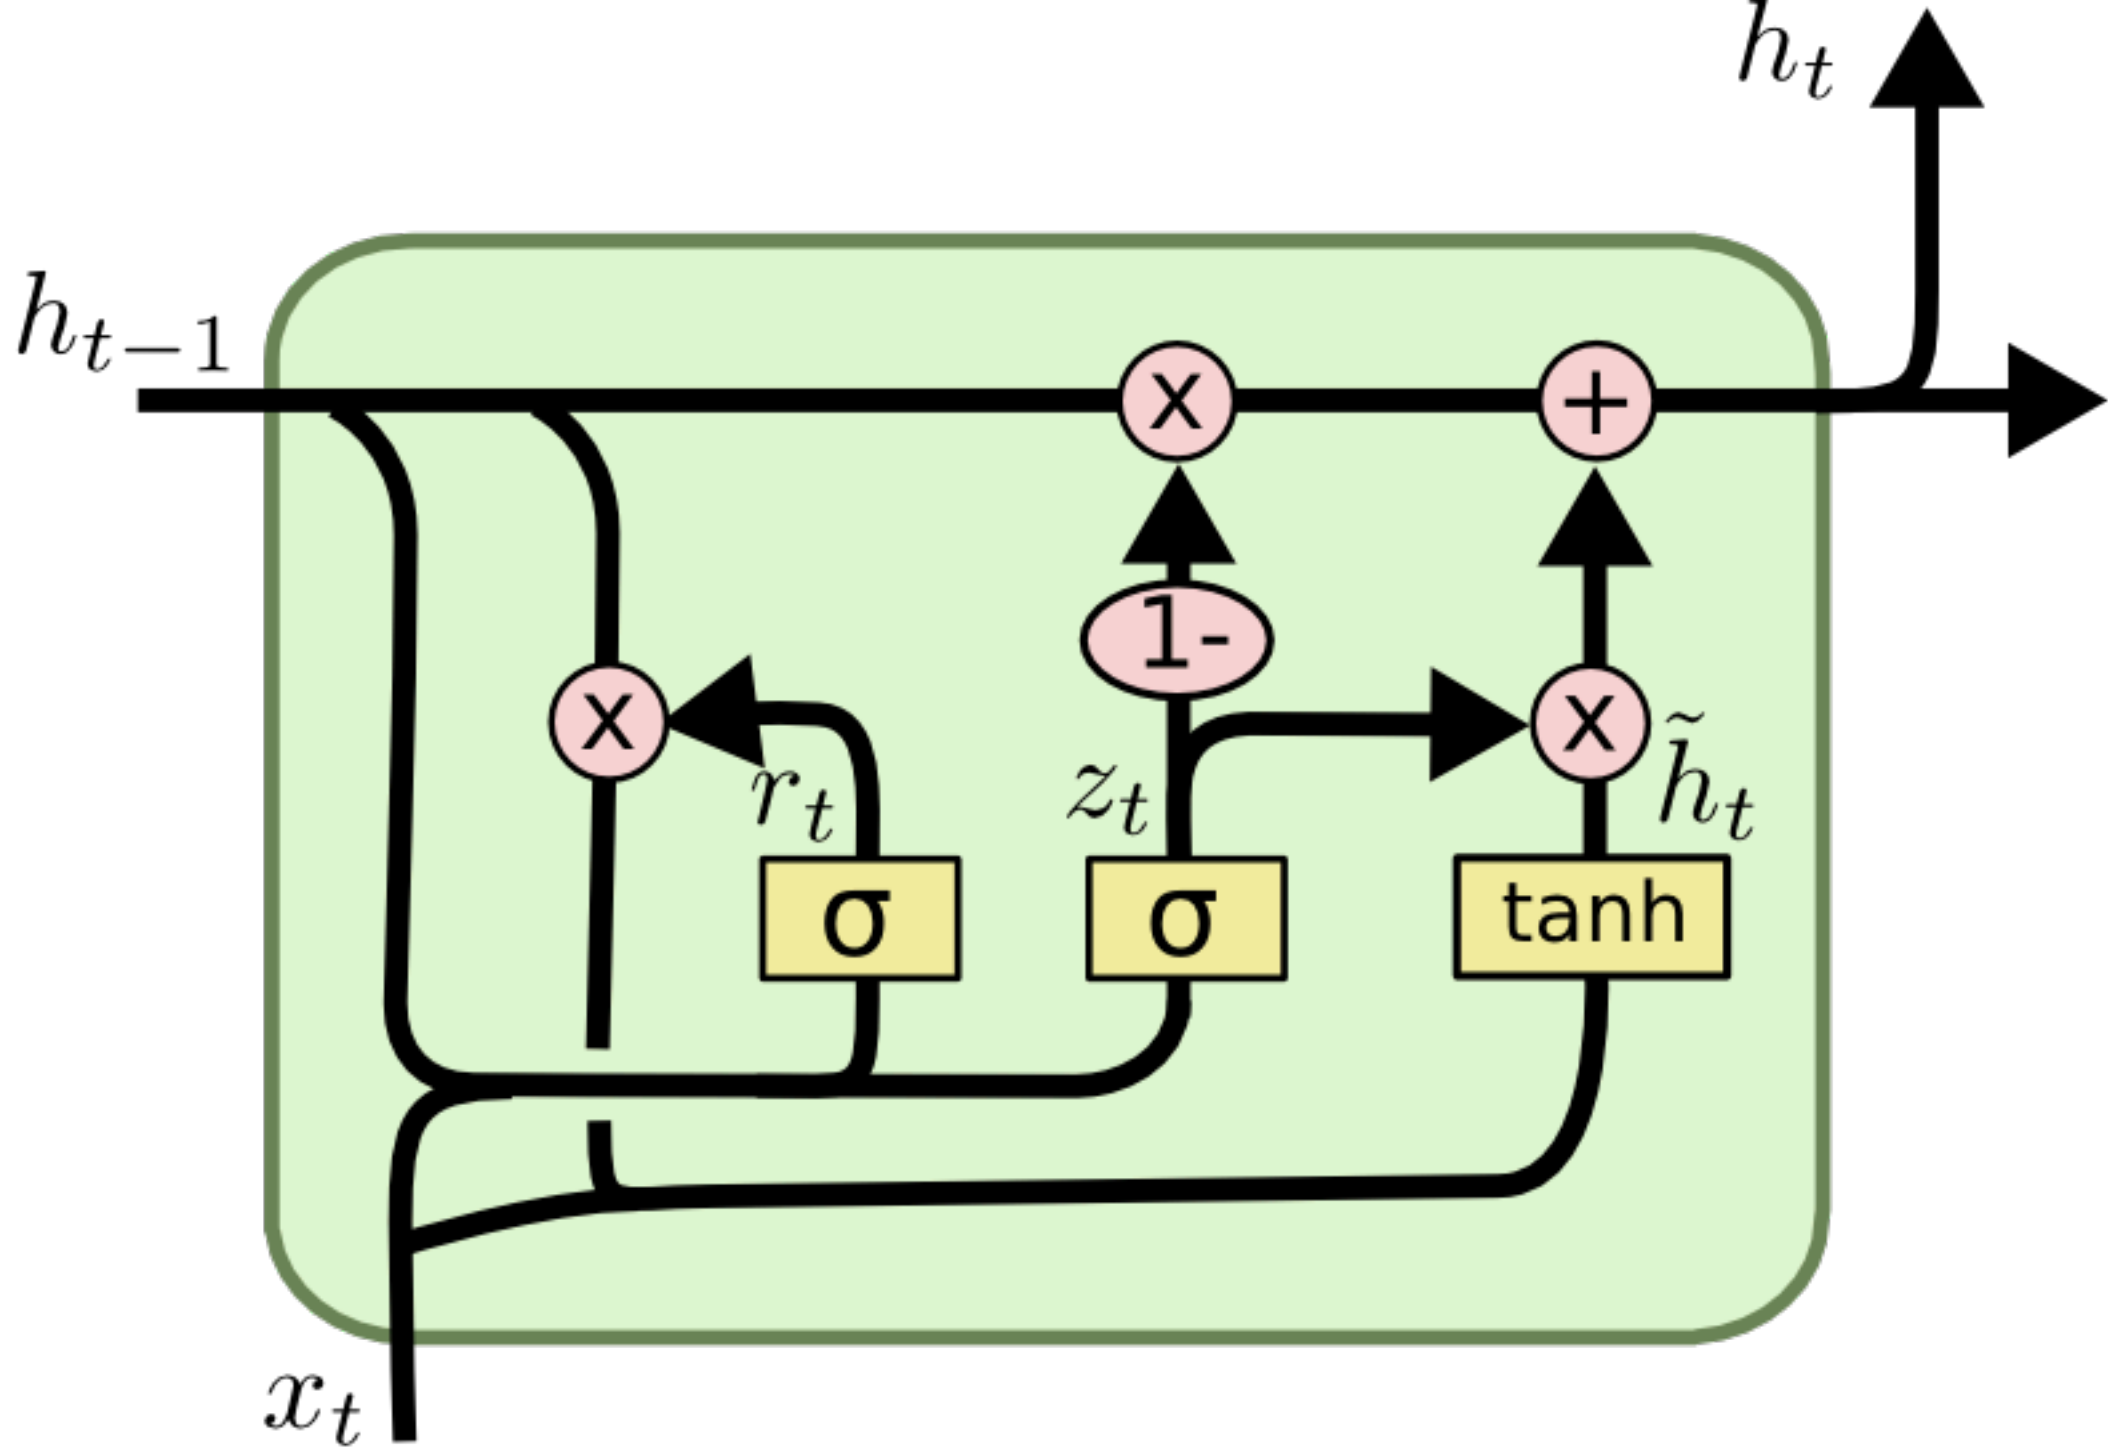 h_t
h_{t-1}
x +
1-
x x
r_t z_t h̃_t
σ σ tanh
x_t